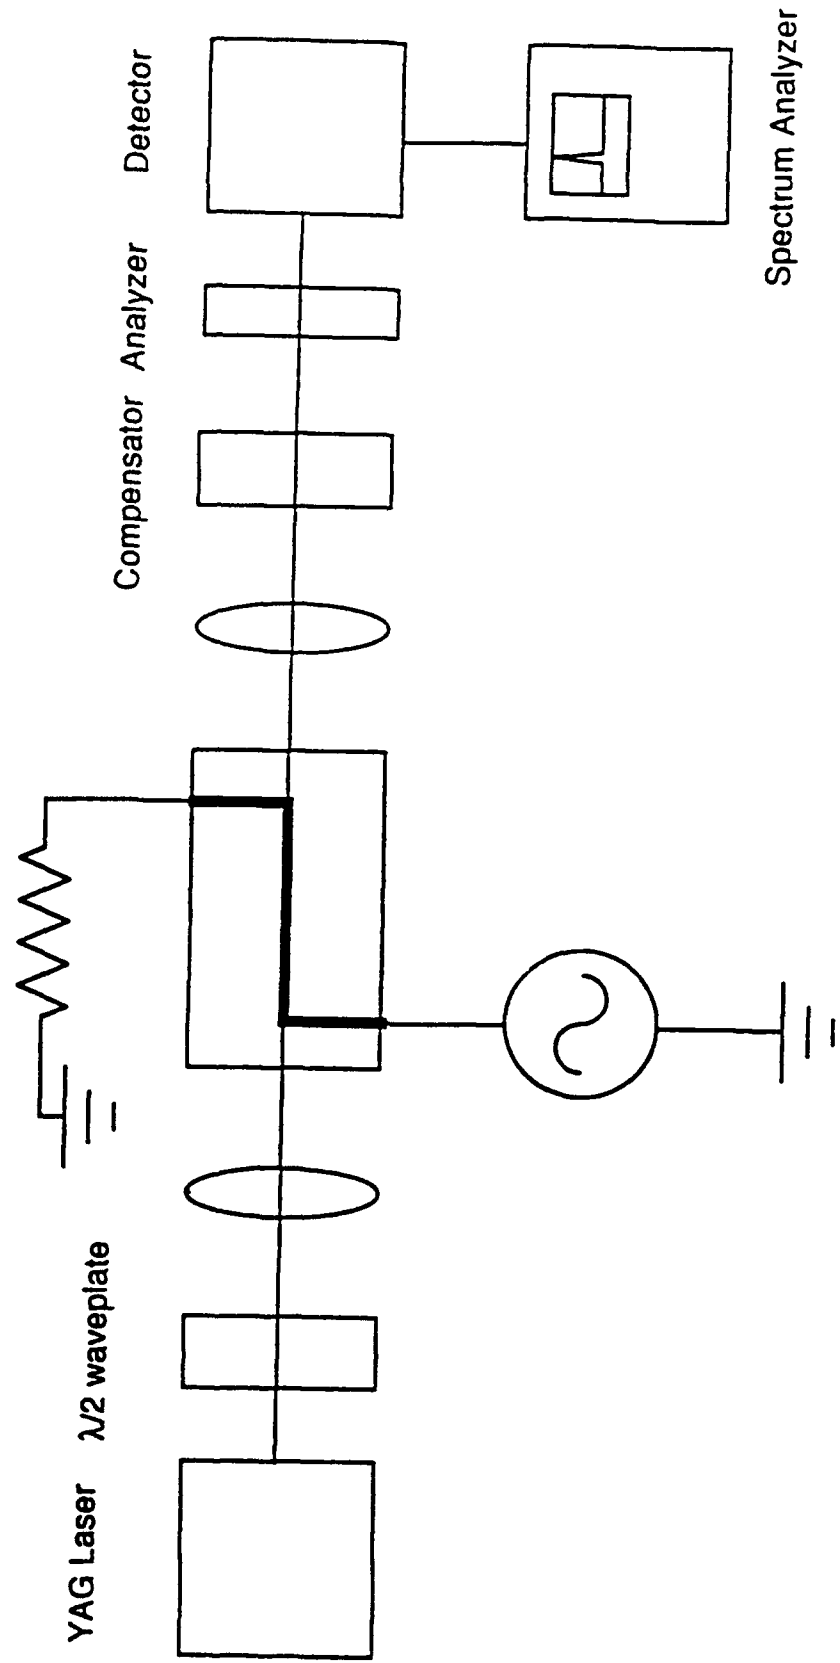 YAG Laser
λ/2 waveplate
Compensator
Analyzer
Detector
Spectrum Analyzer